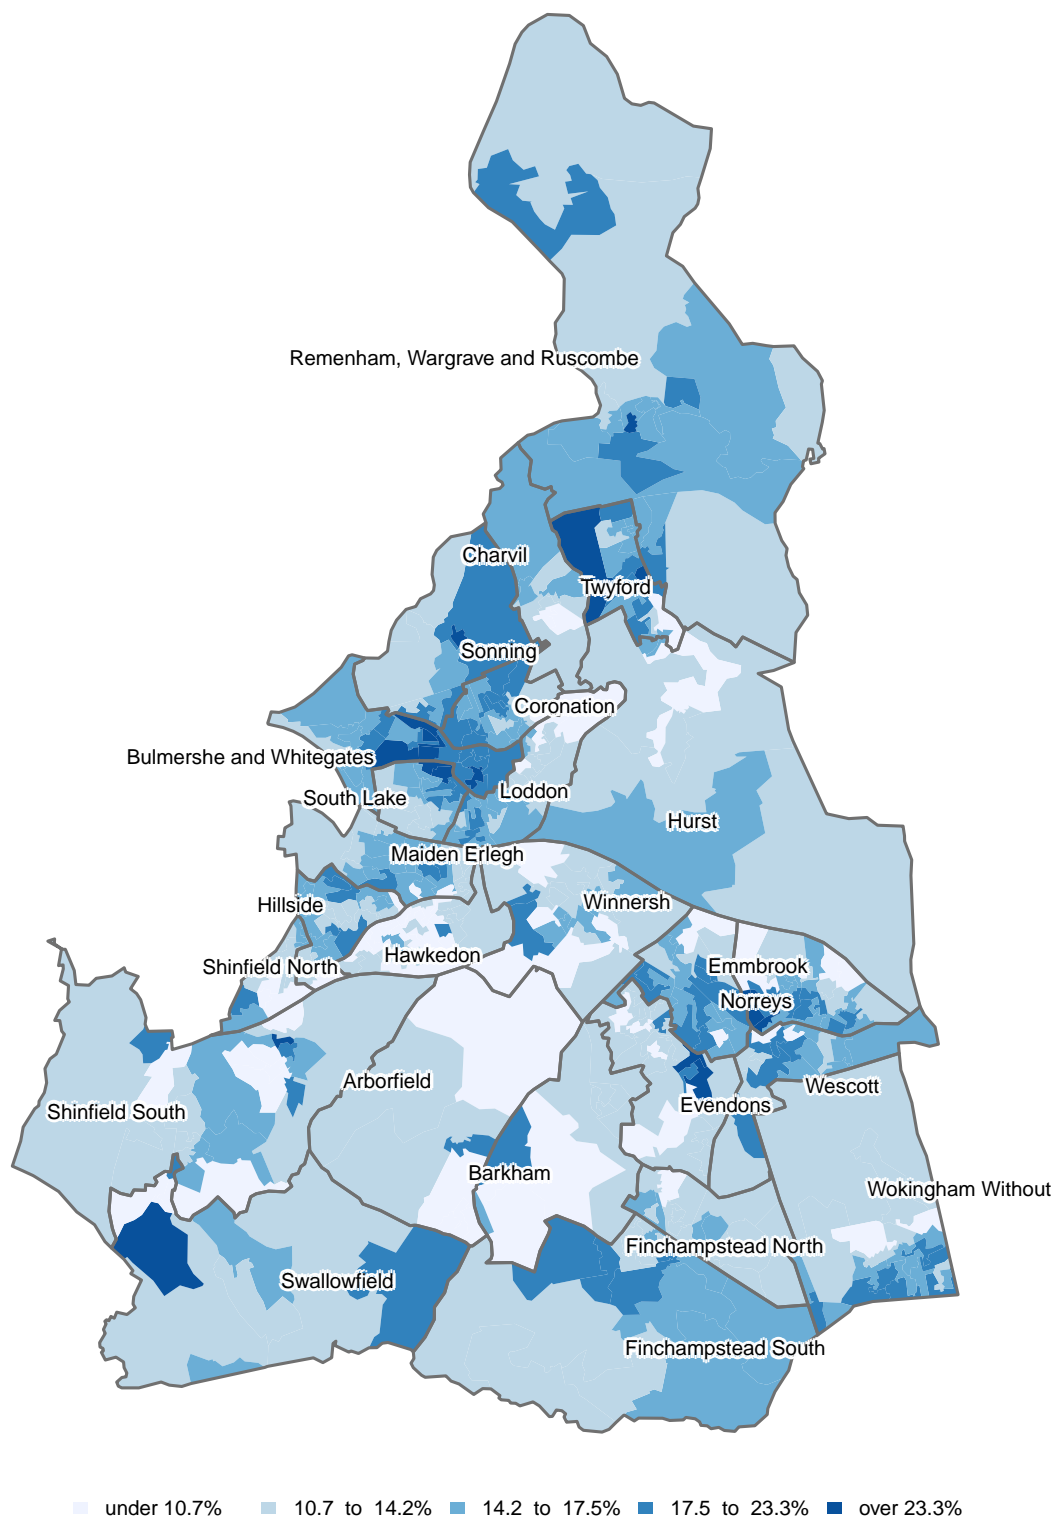 Remenham, Wargrave and Ruscombe
Charvil
Twyford
Sonning
Coronation
Bulmershe and Whitegates
South Lake
Loddon
Hurst
Maiden Erlegh
Hillside
Winnersh
Hawkedon
Shinfield North
Emmbrook
Norreys
Arborfield
Wescott
Shinfield South
Evendons
Barkham
Wokingham Without
Finchampstead North
Swallowfield
Finchampstead South
under 10.7% 10.7 to 14.2% 14.2 to 17.5% 17.5 to 23.3% over 23.3%